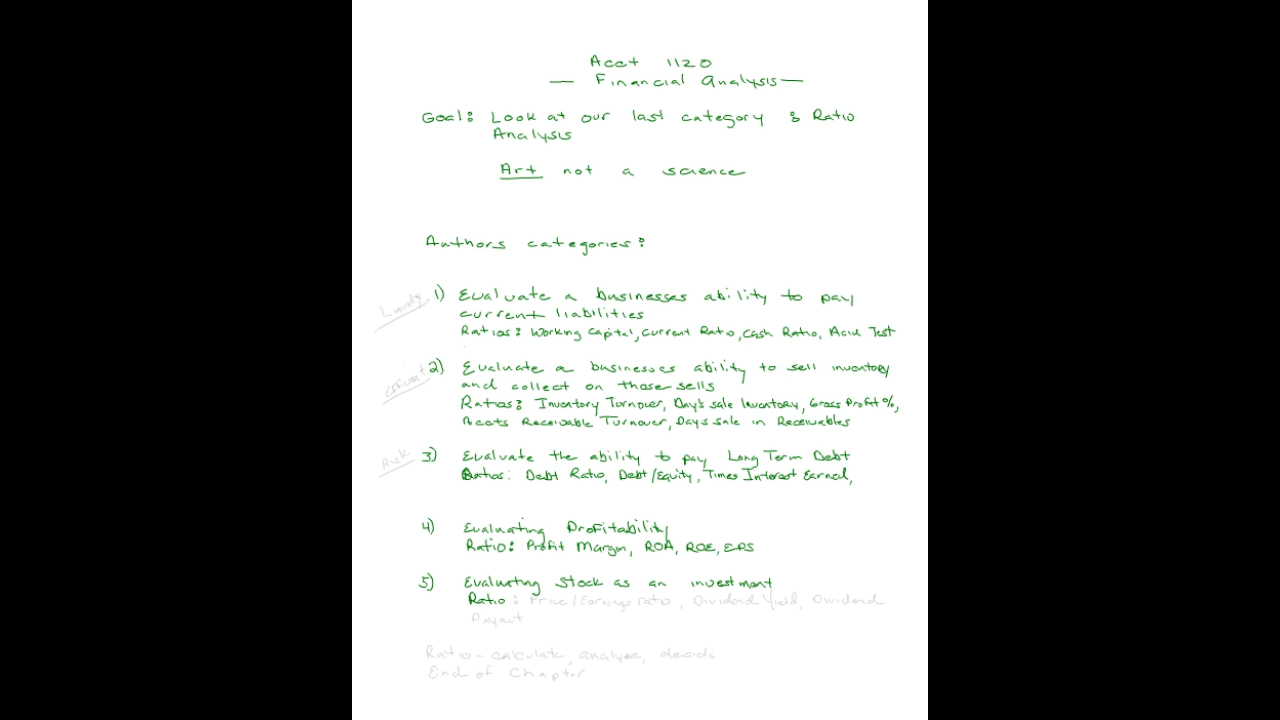 Acct 1120
— Financial Analysis —
Goal: Look at our last category : Ratio
Analysis
Art not a science
Authors categories:
1) Evaluate a businesses ability to pay
current liabilities
Ratios: Working Capital, Current Ratio, Cash Ratio, Acid Test
2) Evaluate a businesses ability to sell inventory
and collect on those sells
Ratios: Inventory Turnover, Day's sale Inventory, Gross Profit %,
Accts Receivable Turnover, Days sale in Receivables
Risk
3) Evaluate the ability to pay Long Term Debt
Ratios: Debt Ratio, Debt/Equity, Times Interest Earned,
4) Evaluating Profitability
Ratio: Profit Margin, ROA, ROE, EPS
5) Evaluating Stock as an investment
Ratio: Price/Earnings ratio, Dividend Yield, Dividend
Payout
Ratio - calculate, analyze, decide
End of Chapter